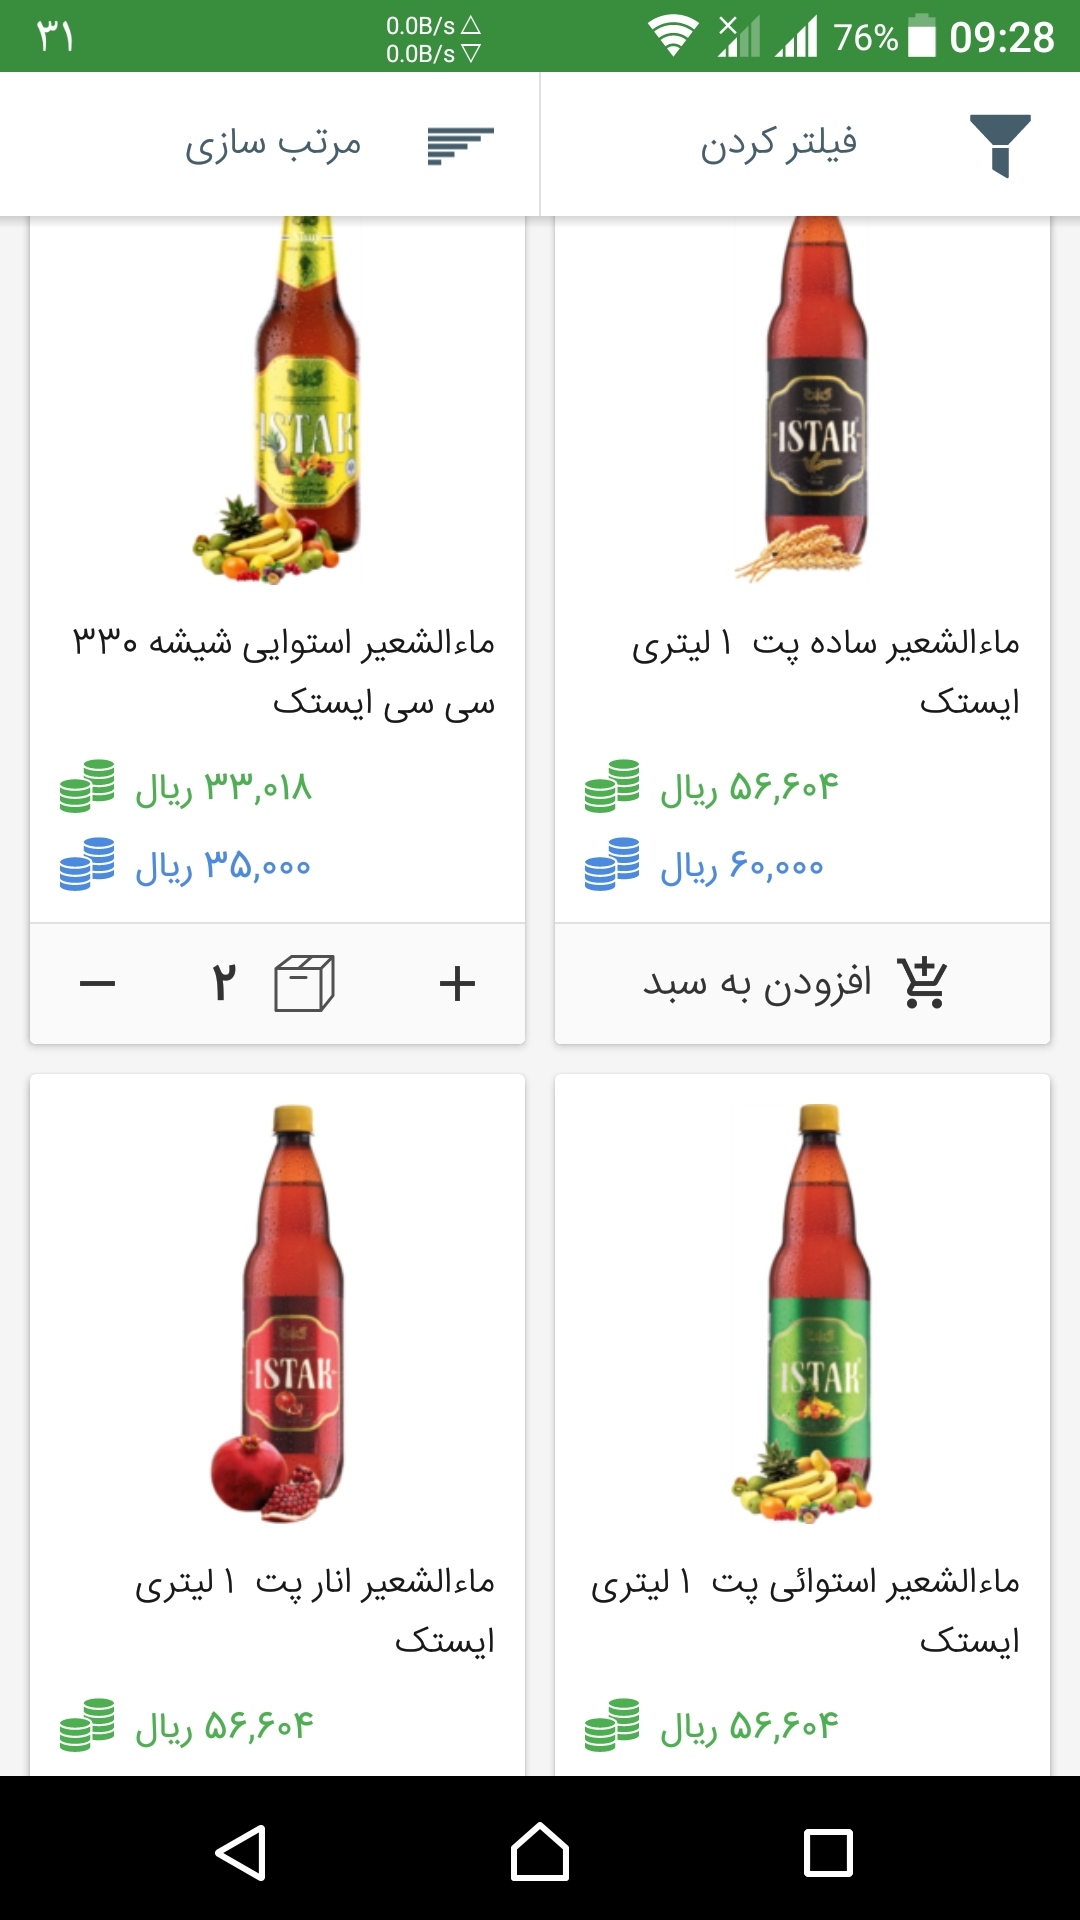 ۳۱
0.0B/s △
0.0B/s ▽
76%
09:28
فیلتر کردن
مرتب سازی
ISTAK
ISTAK
ماءالشعیر ساده پت ۱ لیتری
ایستک
۵۶,۶۰۴ ریال
۶۰,۰۰۰ ریال
افزودن به سبد
ماءالشعیر استوایی شیشه ۳۳۰
سی سی ایستک
۳۳,۰۱۸ ریال
۳۵,۰۰۰ ریال
+ ۲ −
ISTAK
ISTAK
ماءالشعیر استوائی پت ۱ لیتری
ایستک
۵۶,۶۰۴ ریال
ماءالشعیر انار پت ۱ لیتری
ایستک
۵۶,۶۰۴ ریال